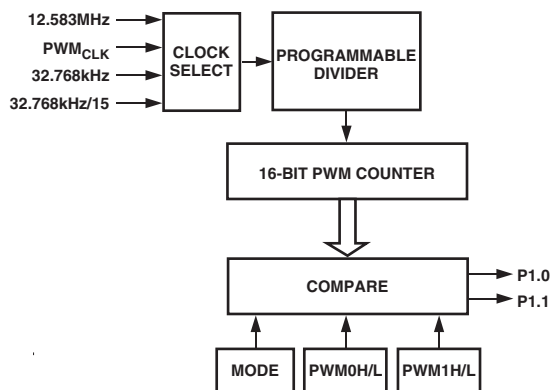 12.583MHz
PWMCLK
32.768kHz
32.768kHz/15
CLOCK
SELECT
PROGRAMMABLE
DIVIDER
16-BIT PWM COUNTER
COMPARE
P1.0
P1.1
MODE
PWM0H/L
PWM1H/L